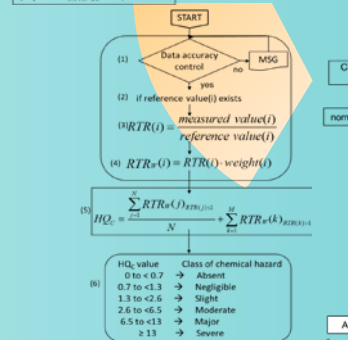 START
(1) Data accuracy control
no
MSG
yes
(2) if reference value(i) exists
(3) RTR(i) = measured value(i) / reference value(i)
(4) RTRw(i) = RTR(i) · weight(i)
(5) HQC = ∑ j=1 N RTRw(j) RTR(j)≤1 / N + ∑ k=1 M RTRw(k) RTR(k)>1
HQC value Class of chemical hazard
(6)
0 to < 0.7 → Absent
0.7 to <1.3 → Negligible
1.3 to <2.6 → Slight
2.6 to <6.5 → Moderate
6.5 to <13 → Major
≥ 13 → Severe
C
norm
A